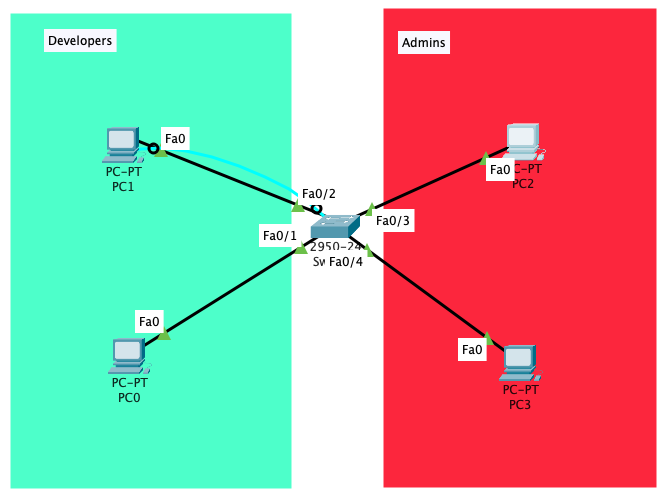 Developers
Admins
Fa0
PC-PT
PC1
Fa0
C-PT
PC2
Fa0/2
Fa0/3
Fa0/1
2950-24
Sw
Fa0/4
Fa0
PC-PT
PC0
Fa0
PC-PT
PC3